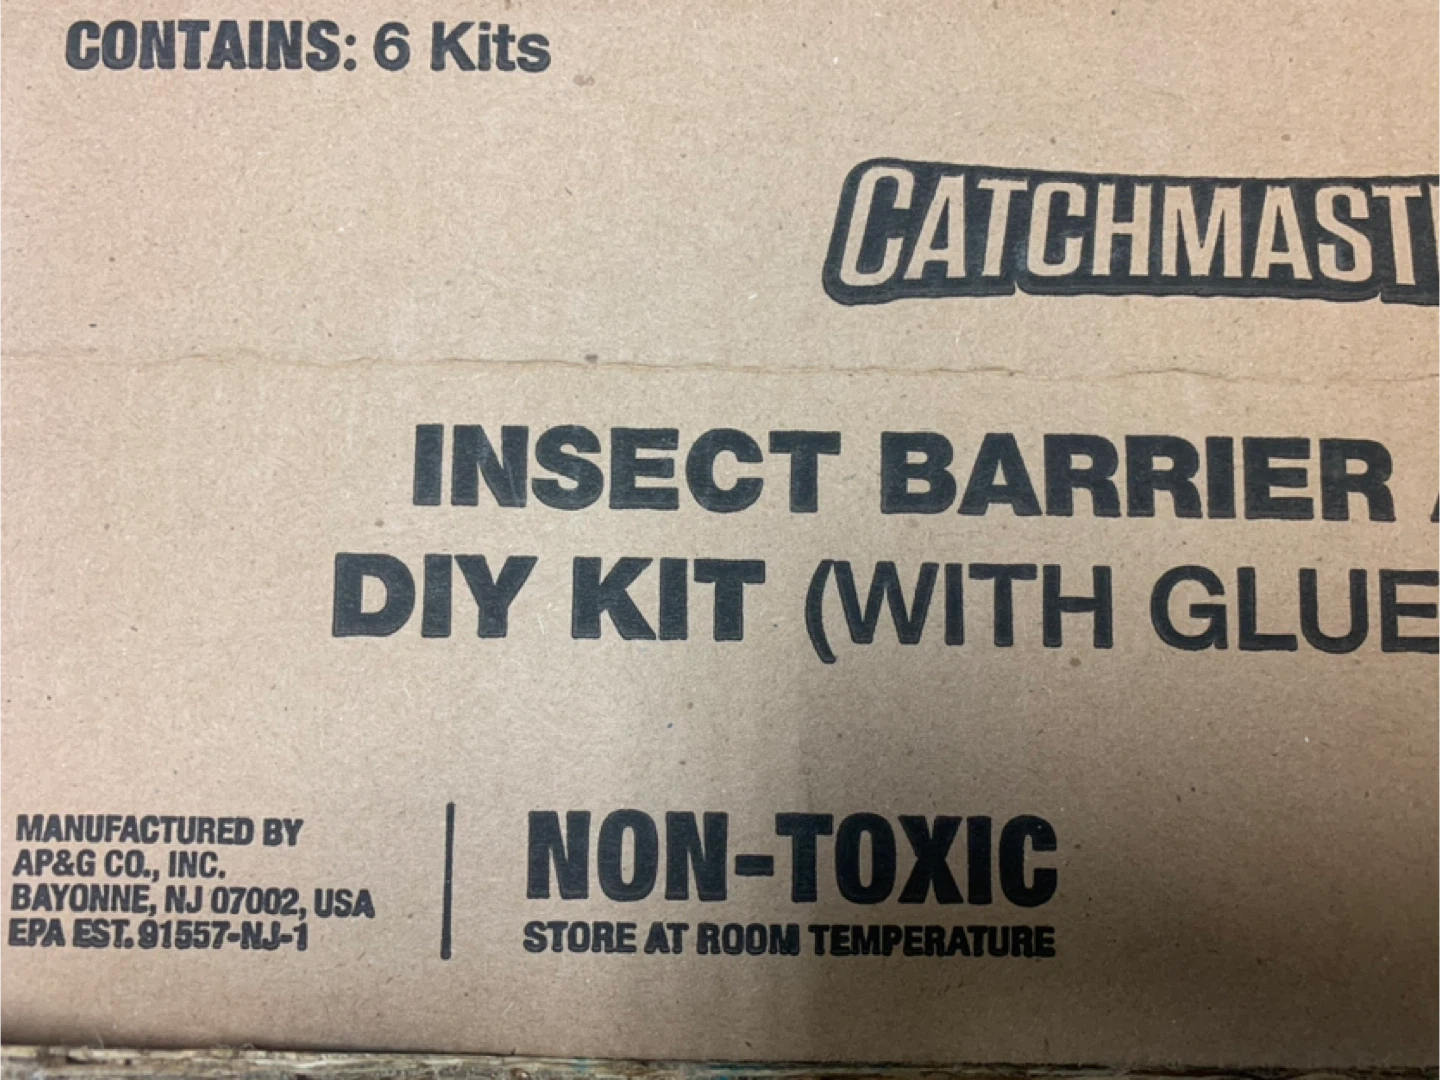 CONTAINS: 6 Kits
CATCHMAST
INSECT BARRIER
DIY KIT (WITH GLUE
MANUFACTURED BY
AP&G CO., INC.
BAYONNE, NJ 07002, USA
EPA EST. 91557-NJ-1
NON-TOXIC
STORE AT ROOM TEMPERATURE